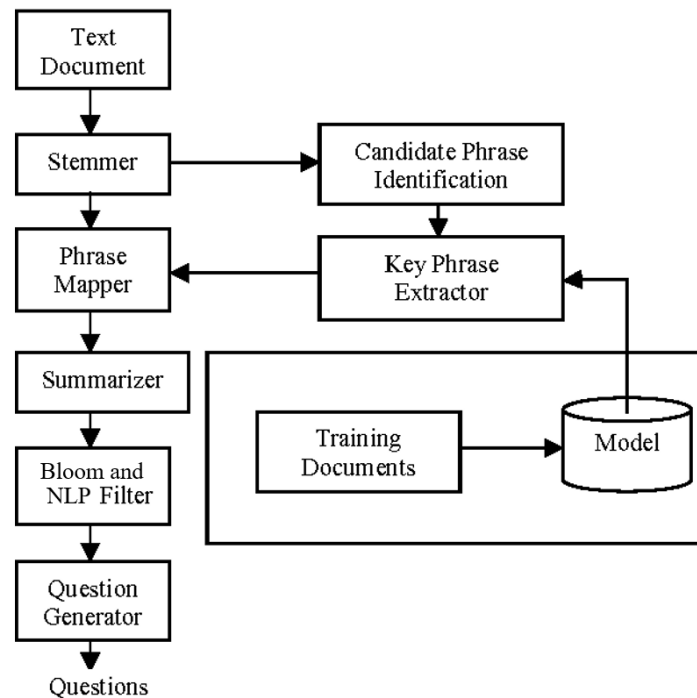 Text
Document
Stemmer
Candidate Phrase
Identification
Phrase
Mapper
Key Phrase
Extractor
Summarizer
Training
Documents
Model
Bloom and
NLP Filter
Question
Generator
Questions